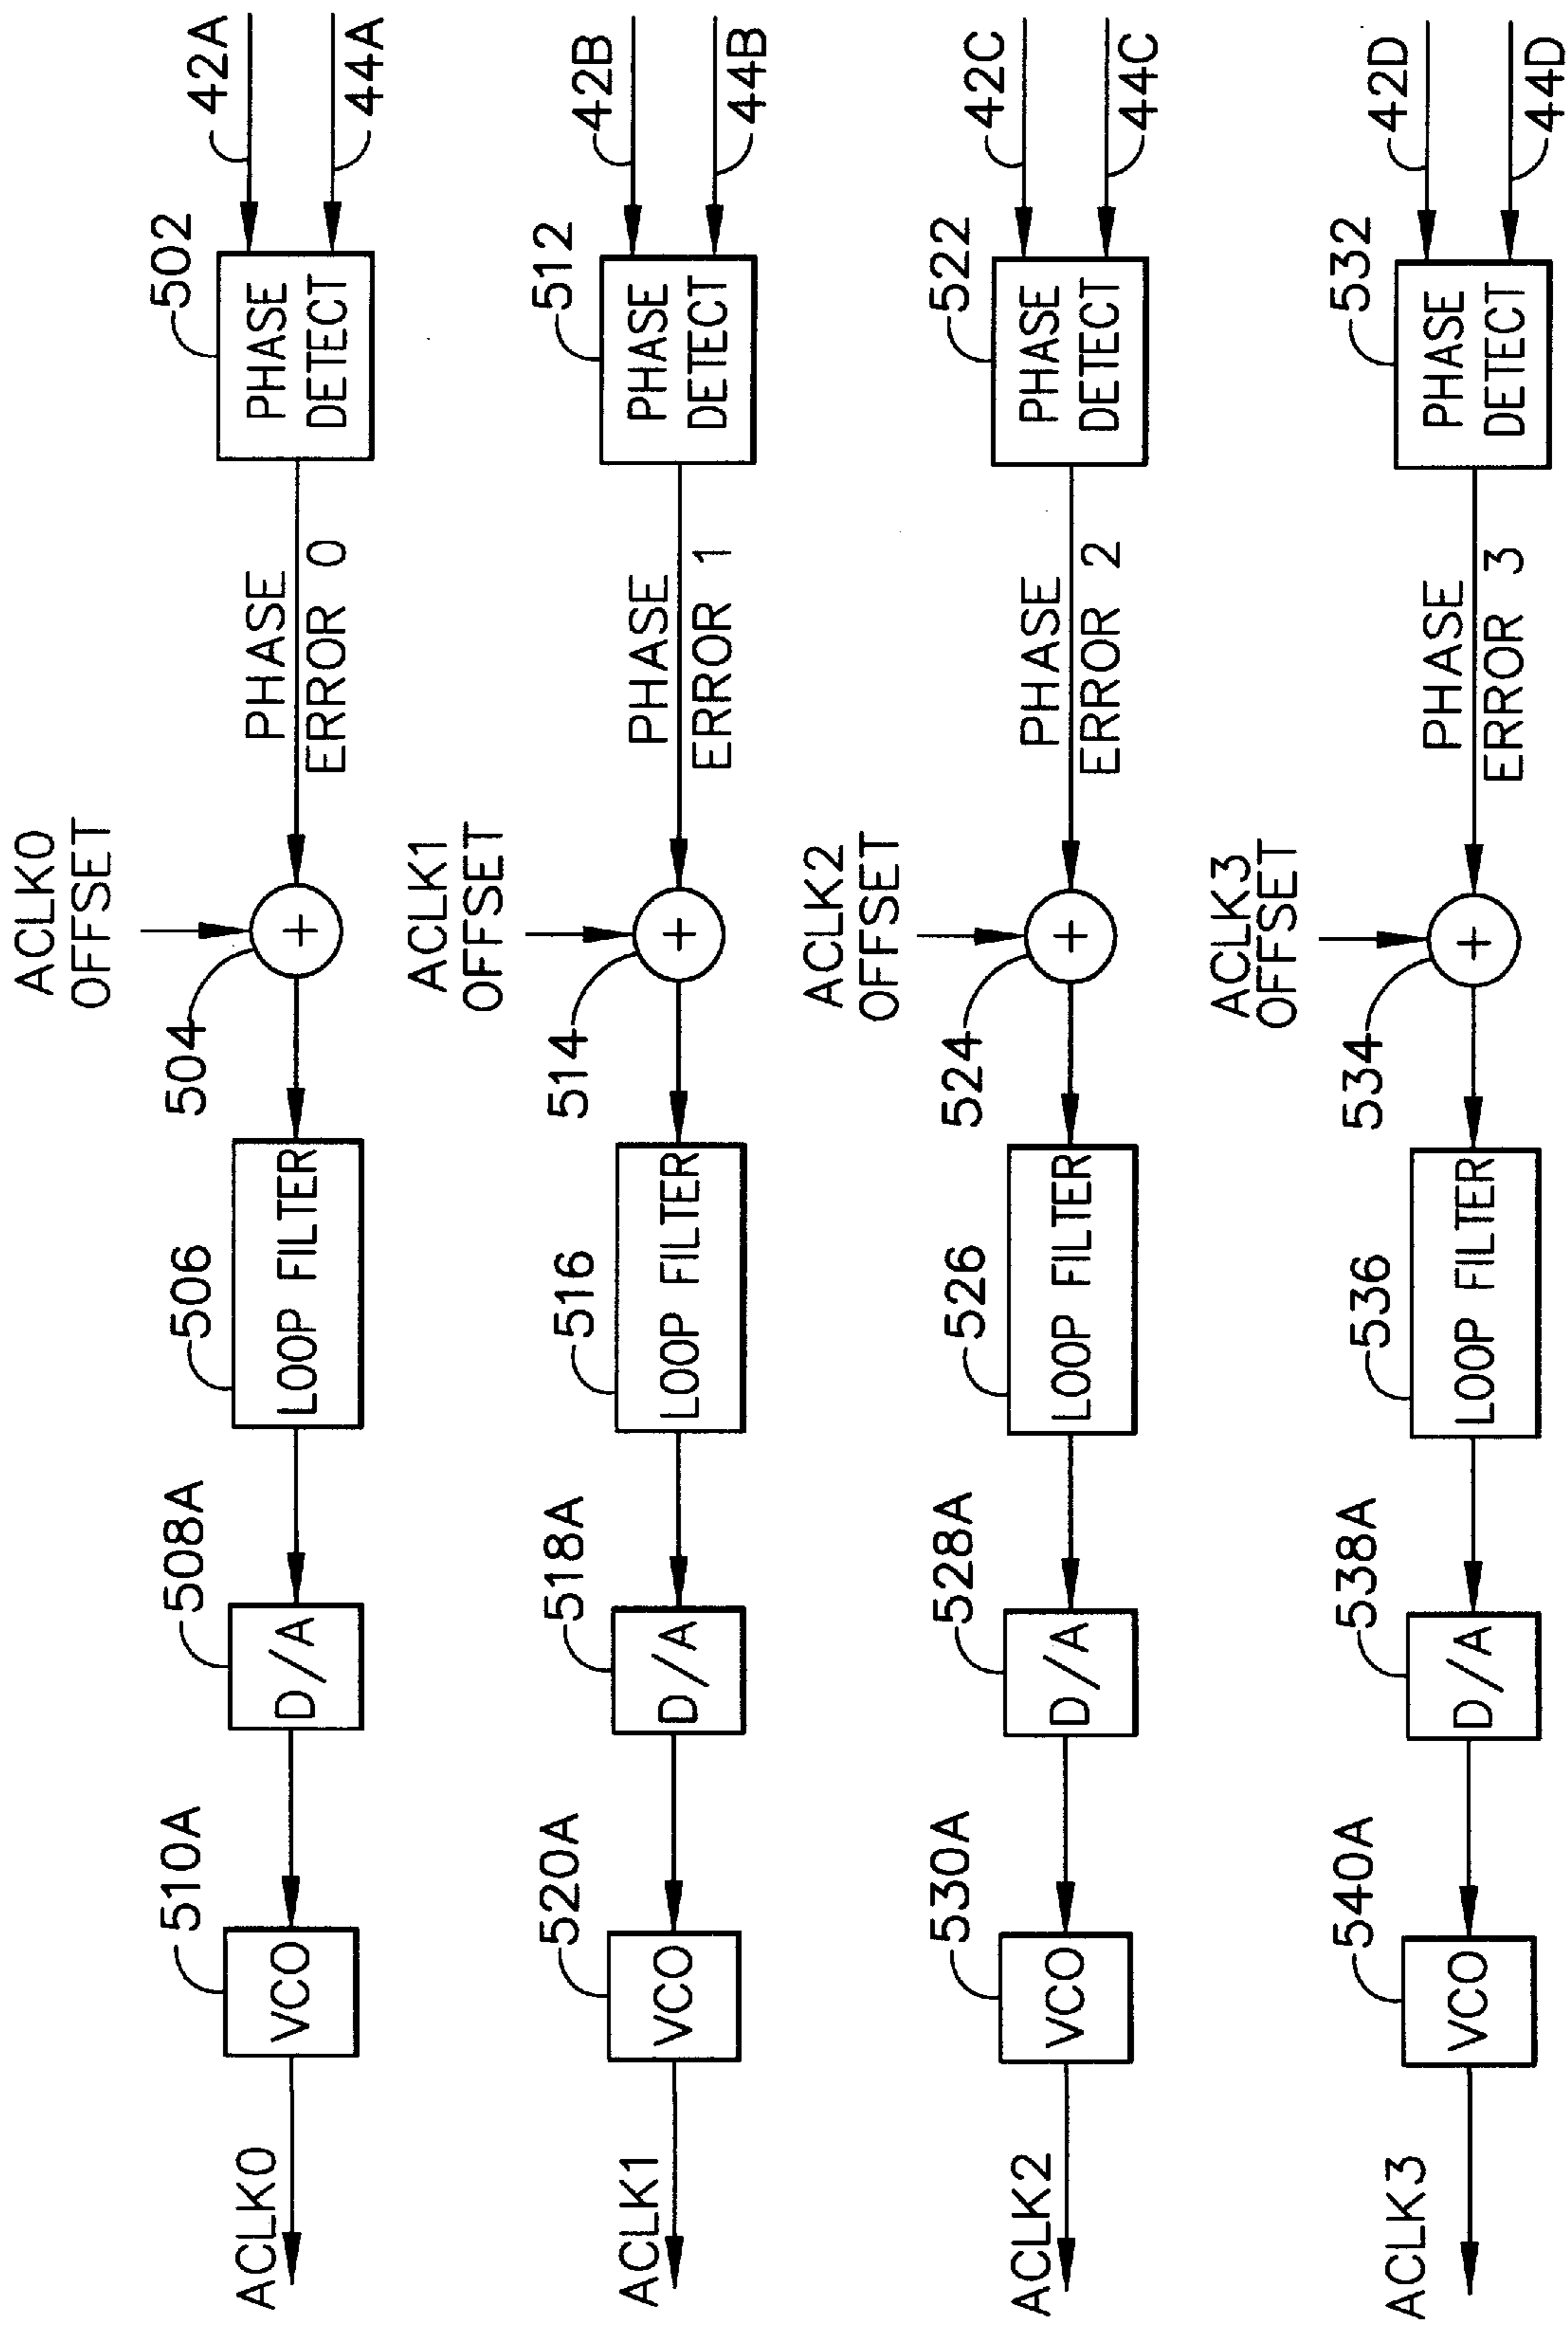 ACLK0
OFFSET
502
42A
44A
PHASE
DETECT
PHASE
ERROR 0
504
+
506
LOOP FILTER
508A
D/A
510A
VCO
ACLK0
ACLK1
OFFSET
512
42B
44B
PHASE
DETECT
PHASE
ERROR 1
514
+
516
LOOP FILTER
518A
D/A
520A
VCO
ACLK1
ACLK2
OFFSET
522
42C
44C
PHASE
DETECT
PHASE
ERROR 2
524
+
526
LOOP FILTER
528A
D/A
530A
VCO
ACLK2
ACLK3
OFFSET
532
42D
44D
PHASE
DETECT
PHASE
ERROR 3
534
+
536
LOOP FILTER
538A
D/A
540A
VCO
ACLK3